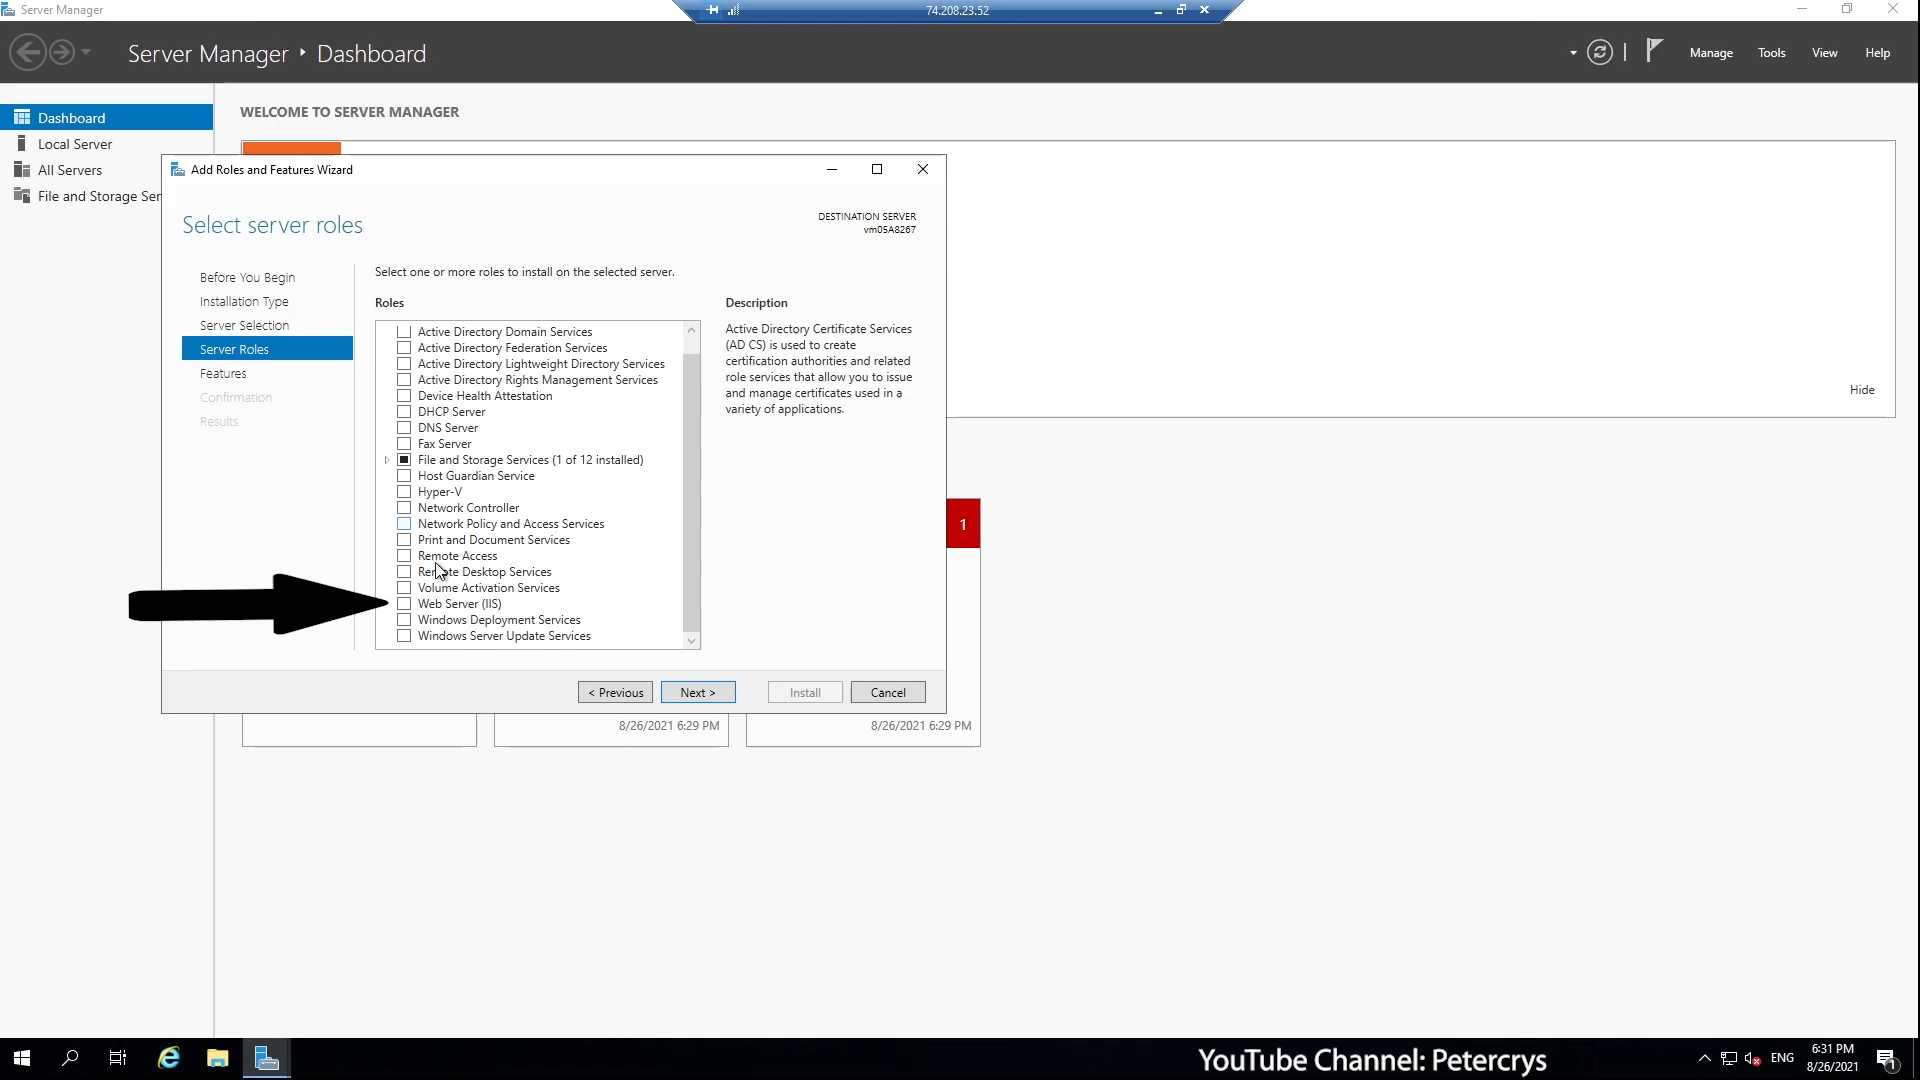 Server Manager
74.208.23.52
Server Manager
Dashboard
Manage
Tools
View
Help
Dashboard
Local Server
All Servers
File and Storage Ser
WELCOME TO SERVER MANAGER
Hide
Add Roles and Features Wizard
Select server roles
DESTINATION SERVER
vm05A8267
Before You Begin
Installation Type
Server Selection
Server Roles
Features
Confirmation
Results
Select one or more roles to install on the selected server.
Roles
Active Directory Domain Services
Active Directory Federation Services
Active Directory Lightweight Directory Services
Active Directory Rights Management Services
Device Health Attestation
DHCP Server
DNS Server
Fax Server
File and Storage Services (1 of 12 installed)
Host Guardian Service
Hyper-V
Network Controller
Network Policy and Access Services
Print and Document Services
Remote Access
Remote Desktop Services
Volume Activation Services
Web Server (IIS)
Windows Deployment Services
Windows Server Update Services
Description
Active Directory Certificate Services
(AD CS) is used to create
certification authorities and related
role services that allow you to issue
and manage certificates used in a
variety of applications.
< Previous
Next >
Install
Cancel
1
8/26/2021 6:29 PM
8/26/2021 6:29 PM
YouTube Channel: Petercrys
ENG
6:31 PM
8/26/2021
1